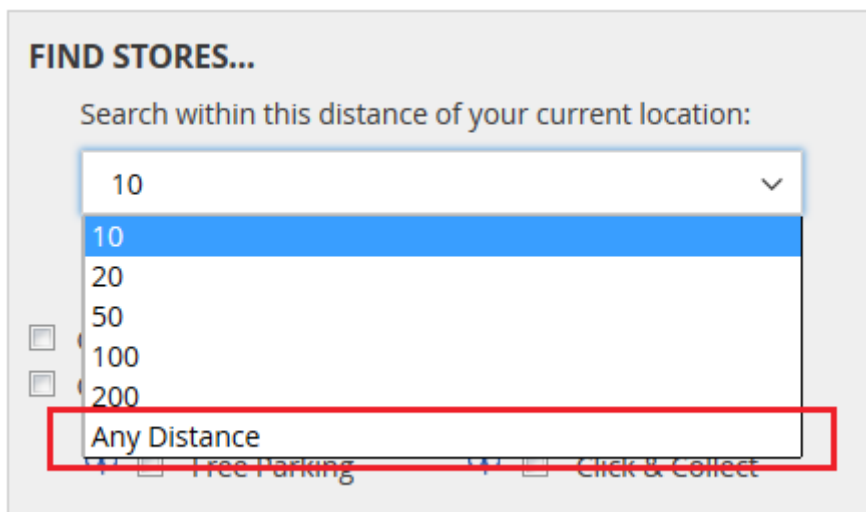 FIND STORES...
Search within this distance of your current location:
10
10
20
50
100
200
Any Distance
Free Parking Click & Collect